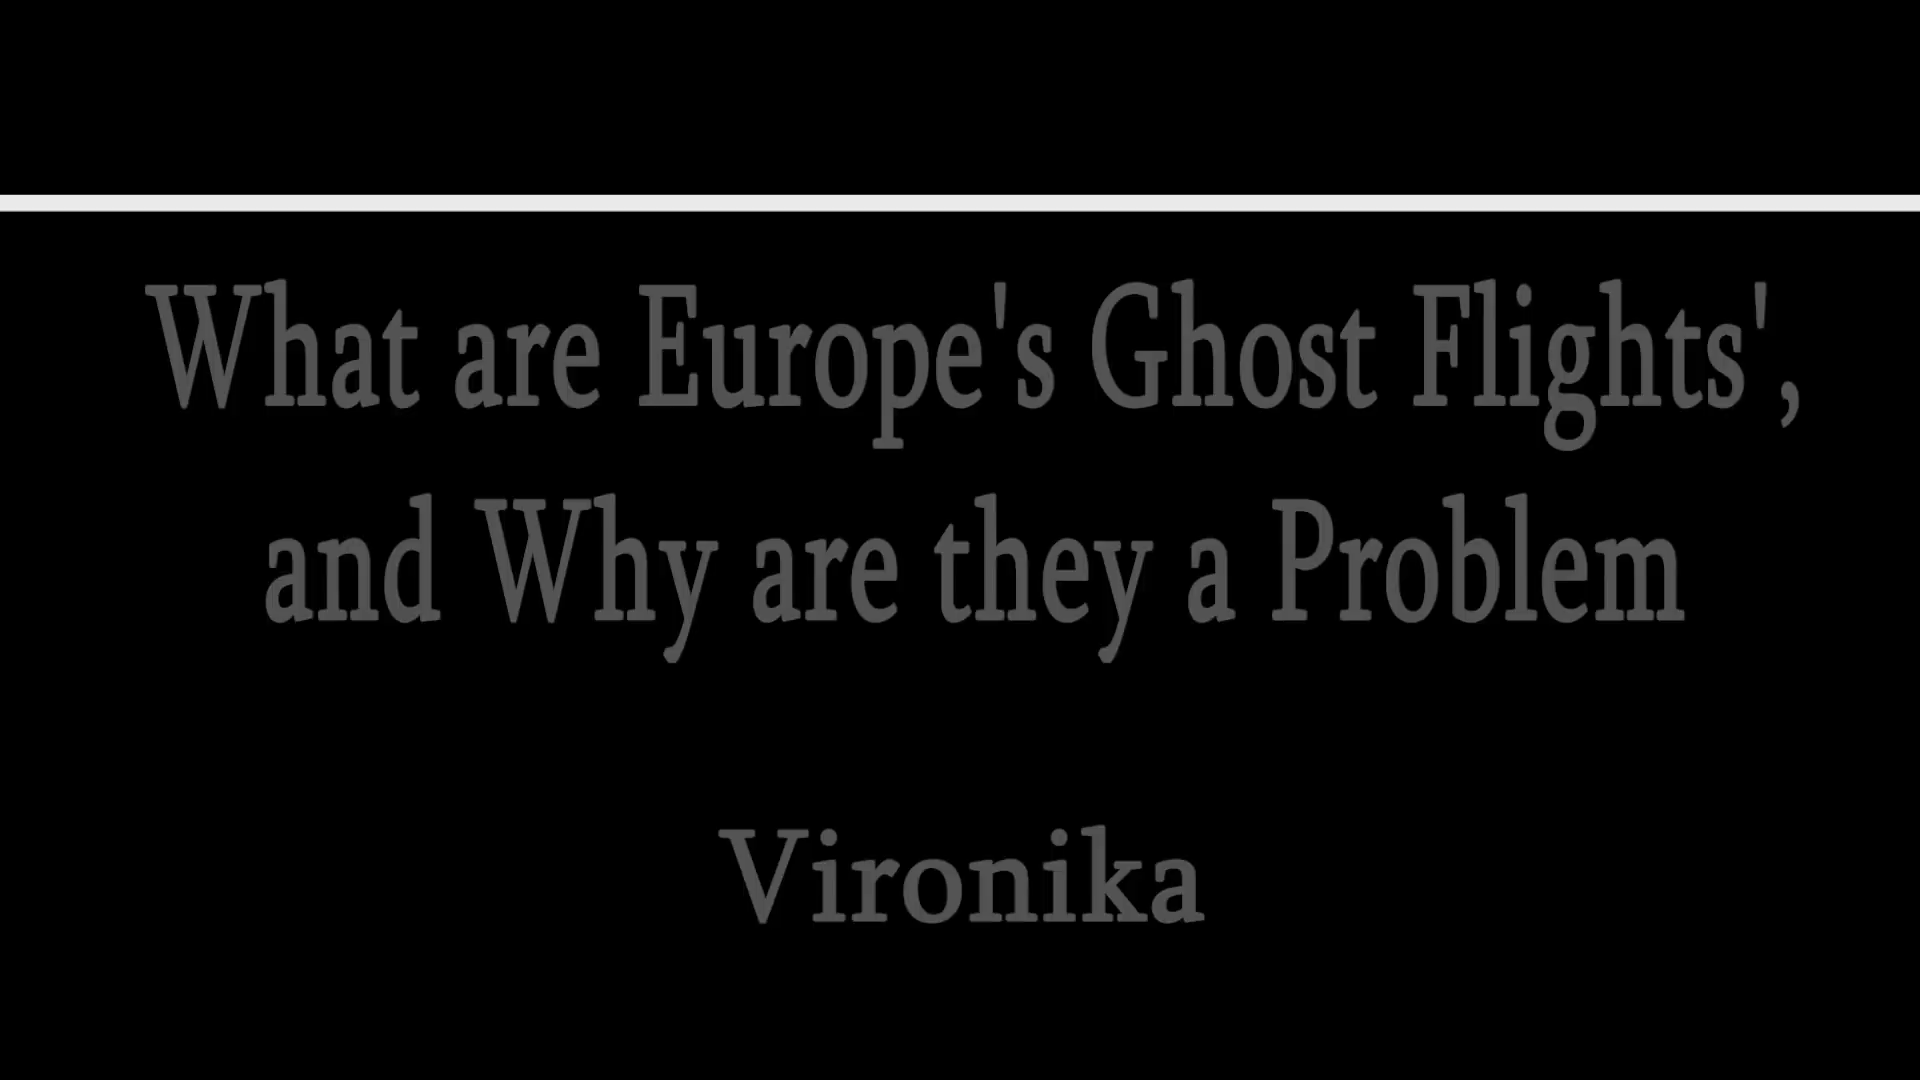 What are Europe's Ghost Flights',
and Why are they a Problem
Vironika